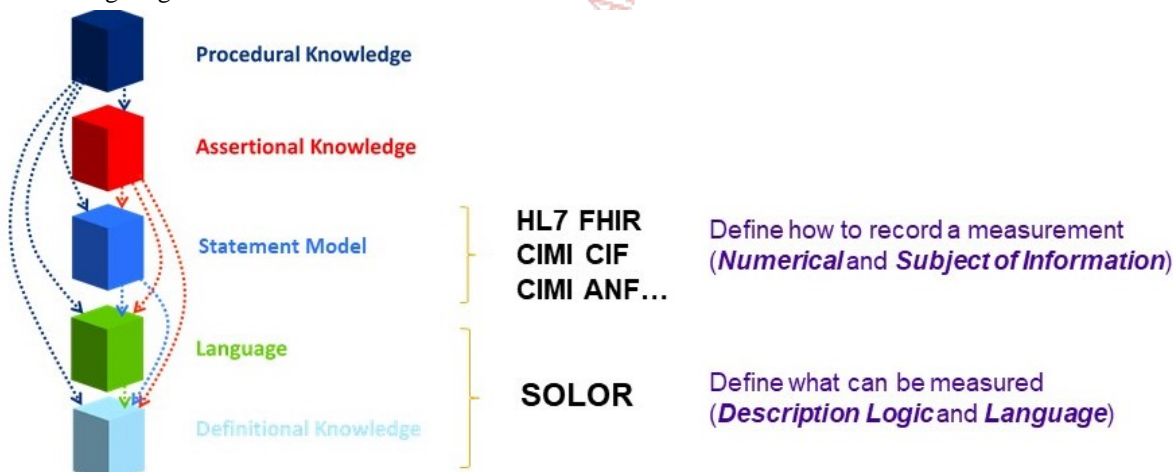 Procedural Knowledge
Assertional Knowledge
Statement Model
HL7 FHIR
CIMI CIF
CIMI ANF...
Define how to record a measurement
(Numerical and Subject of Information)
Language
Definitional Knowledge
SOLOR
Define what can be measured
(Description Logic and Language)